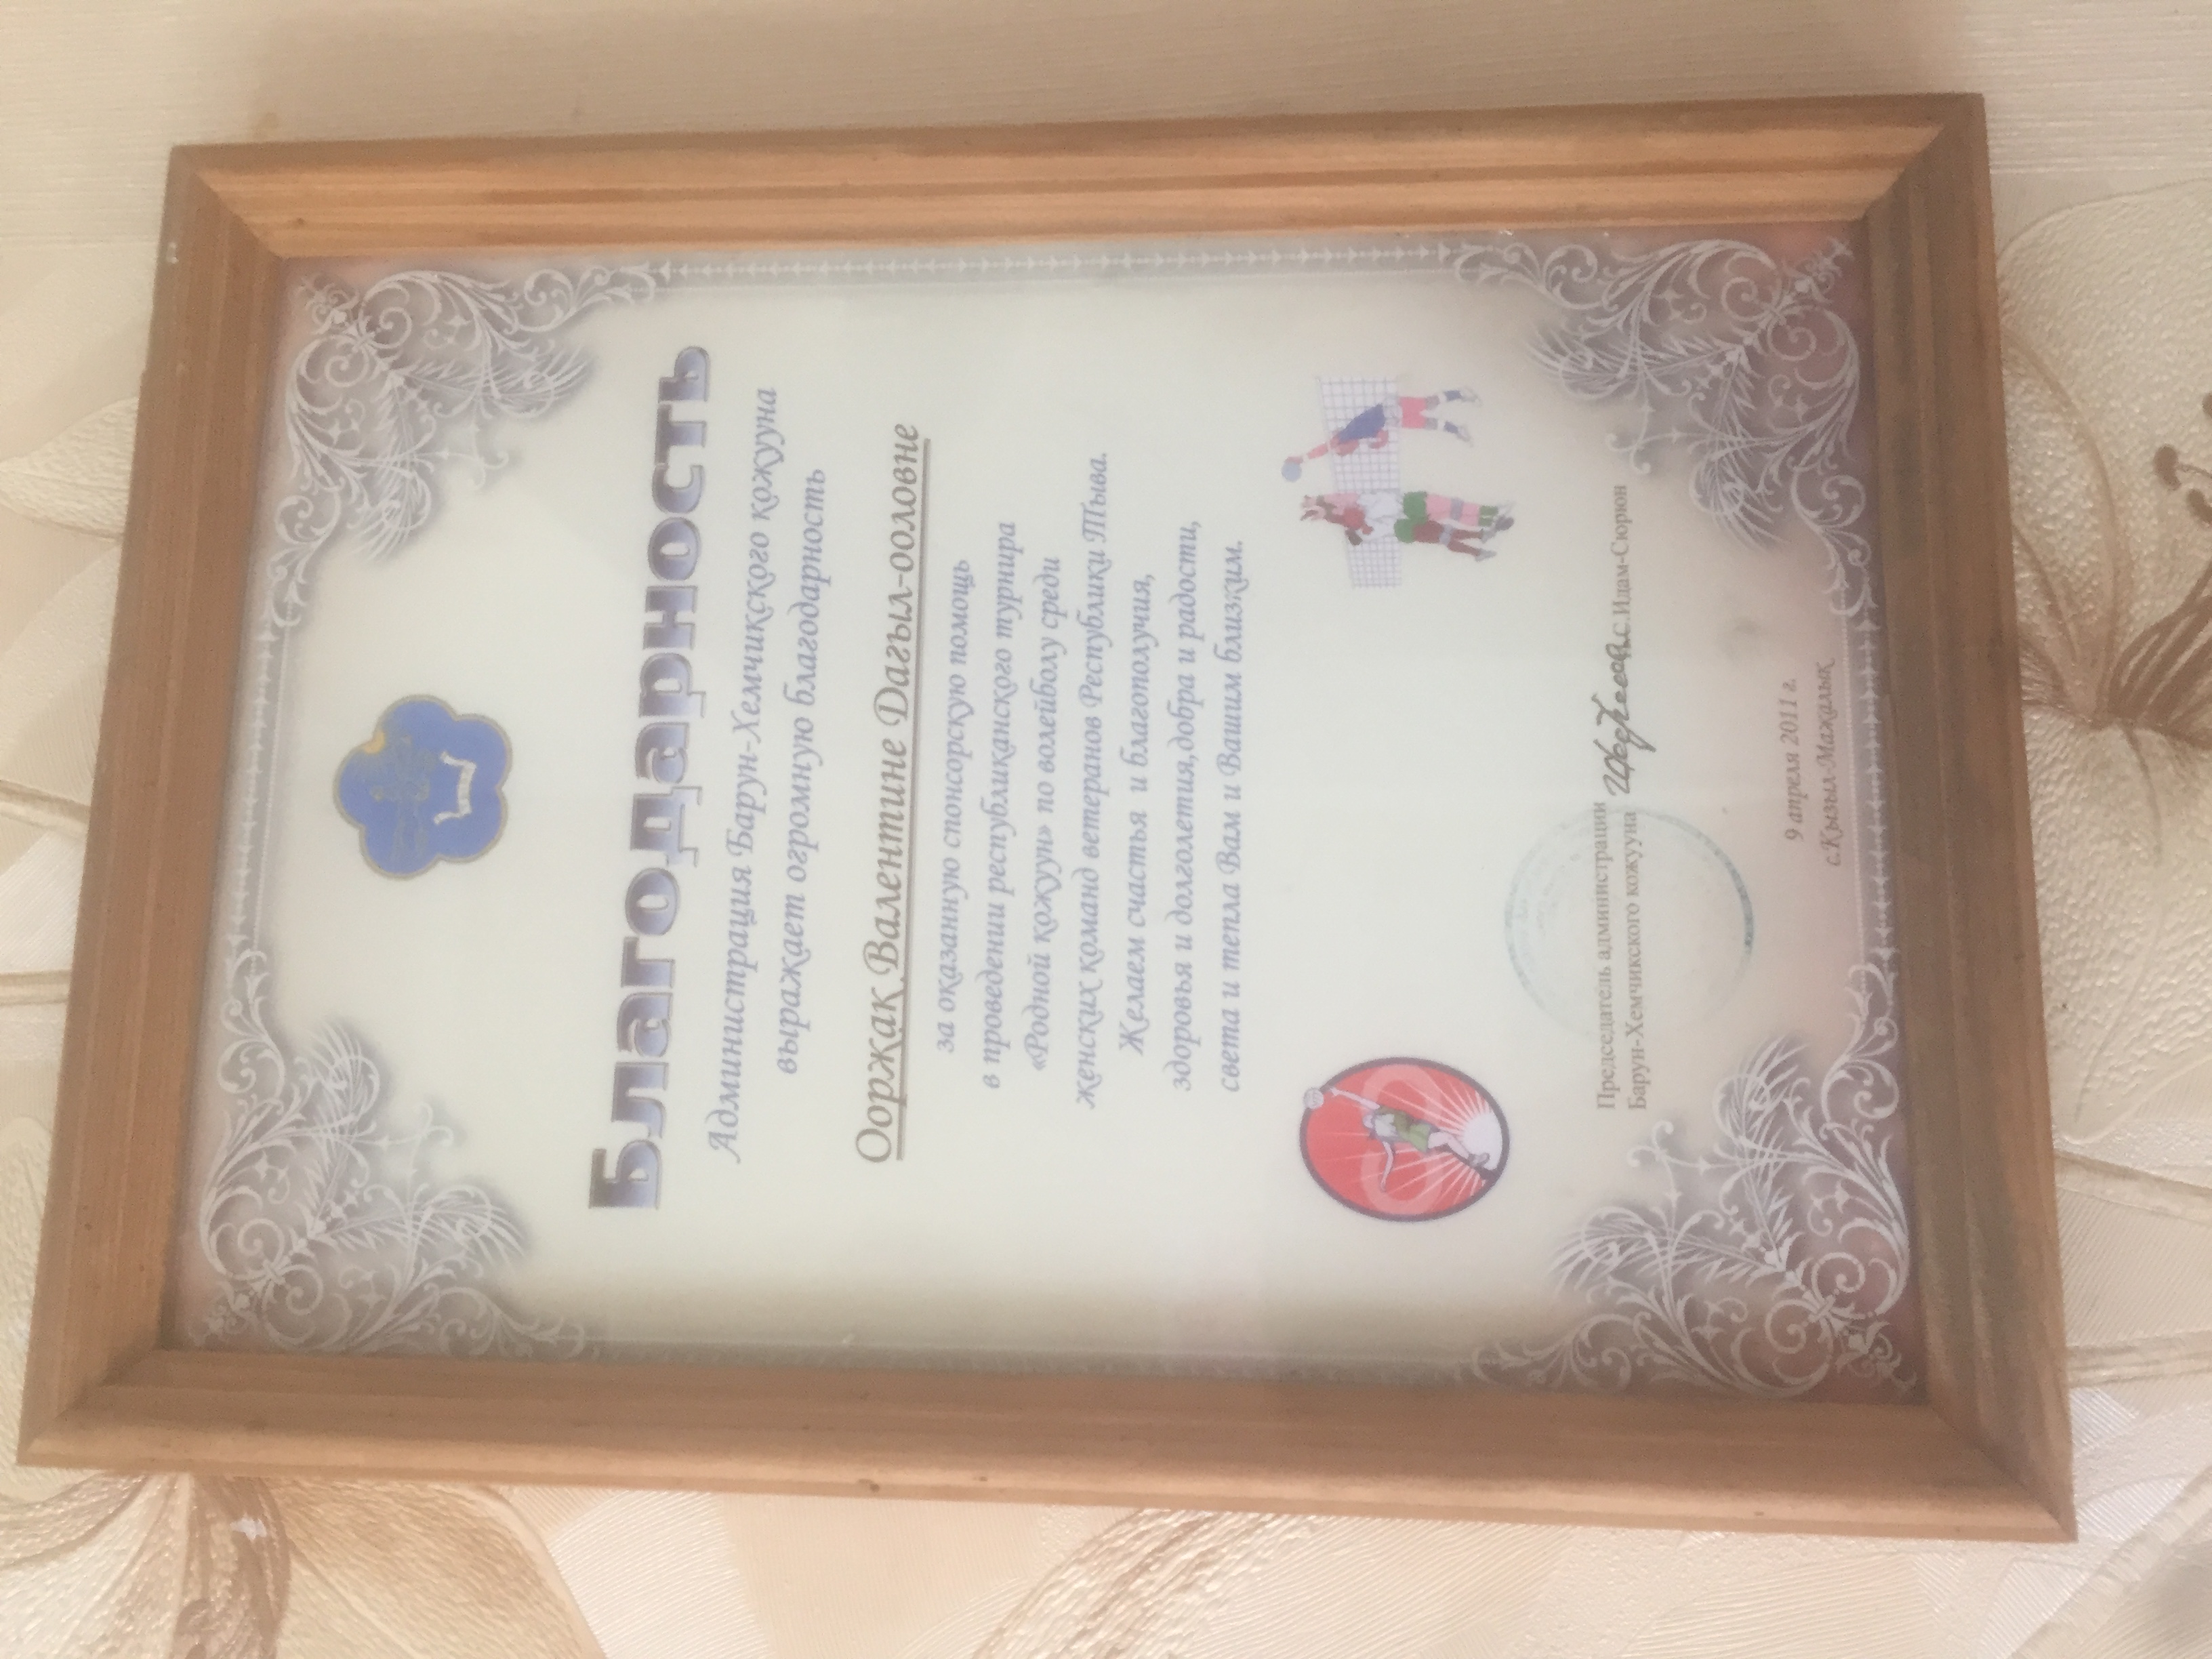 Благодарность
Администрация Барун-Хемчикского кожууна
выражает огромную благодарность
Ооржак Валентине Дагыл-ооловне
за оказанную спонсорскую помощь
в проведении республиканского турнира
«Родной кожуун» по волейболу среди
женских команд ветеранов Республики Тыва.
Желаем счастья и благополучия,
здоровья и долголетия,добра и радости,
света и тепла Вам и Вашим близким.
Председатель администрации
Барун-Хемчикского кожууна С.Идам-Сюрюн
9 апреля 2011 г.
с.Кызыл-Мажалык